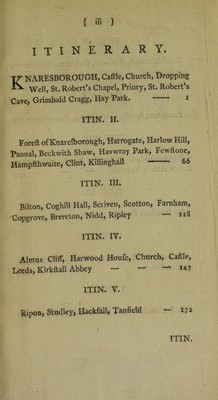 ( iii )
ITINERARY.
KNARESBOROUGH, Caſtle, Church, Dropping
Well, St. Robert's Chapel, Priory, St. Robert's
Cave, Grimbald Cragg, Hay Park. —— 1
ITIN. II.
Foreſt of Knareſborough, Harrogate, Harlow Hill,
Pannal, Beckwith Shaw, Havwray Park, Fewſtone,
Hampſthwaite, Clint, Killinghall —— 66
ITIN. III.
Bilton, Coghill Hall, Scriven, Scotton, Farnham,
Copgrove, Brereton, Nidd, Ripley — 118
ITIN. IV.
Almus Cliff, Harwood Houſe, Church, Caſtle,
Leeds, Kirkſtall Abbey — — — 147
ITIN. V.
Ripon, Studley, Hackfall, Tanfield — 172
ITIN.